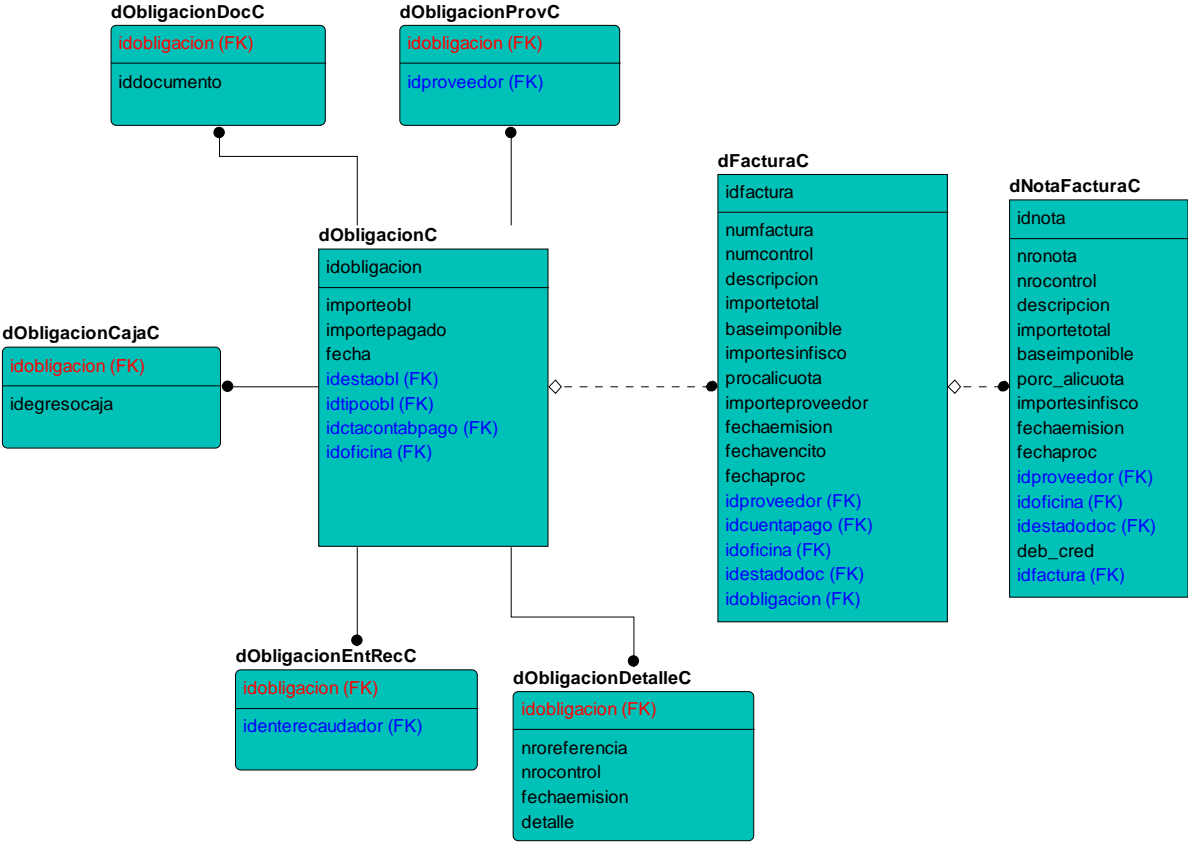 dObligacionDocC
idobligacion (FK)
iddocumento
dObligacionProvC
idobligacion (FK)
idproveedor (FK)
dFacturaC
idfactura
numfactura
numcontrol
descripcion
importetotal
baseimponible
importesinfisco
procalicuota
importeproveedor
fechaemision
fechavencito
fechaproc
idproveedor (FK)
idcuentapago (FK)
idoficina (FK)
idestadodoc (FK)
idobligacion (FK)
dNotaFacturaC
idnota
nronota
nrocontrol
descripcion
importetotal
baseimponible
porc_alicuota
importesinfisco
fechaemision
fechaproc
idproveedor (FK)
idoficina (FK)
idestadodoc (FK)
deb_cred
idfactura (FK)
dObligacionC
idobligacion
importeobl
importepagado
fecha
idestaobl (FK)
idtipoobl (FK)
idctacontabpago (FK)
idoficina (FK)
dObligacionCajaC
idobligacion (FK)
idegresocaja
dObligacionEntRecC
idobligacion (FK)
identerecaudador (FK)
dObligacionDetalleC
idobligacion (FK)
nroreferencia
nrocontrol
fechaemision
detalle